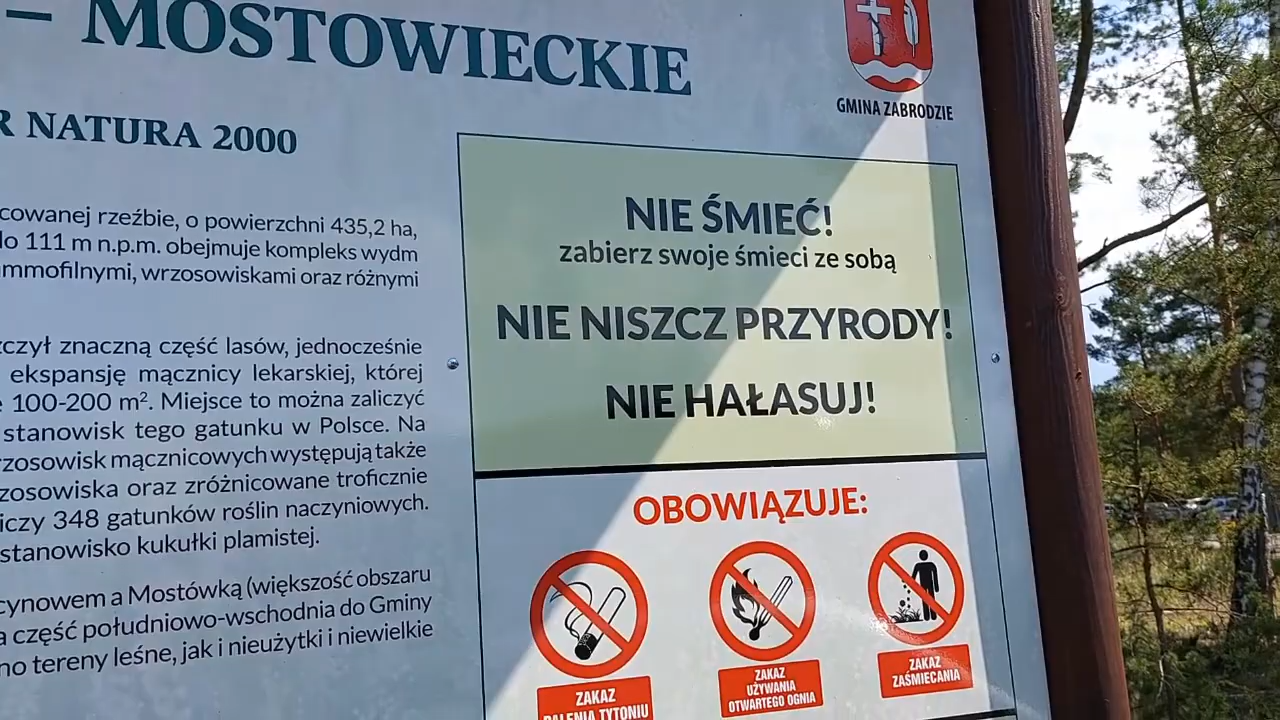 – MOSTOWIECKIE
GMINA ZABRODZIE
R NATURA 2000
cowanej rzeźbie, o powierzchni 435,2 ha,
do 111 m n.p.m. obejmuje kompleks wydm
ammofilnymi, wrzosowiskami oraz różnymi
zczył znaczną część lasów, jednocześnie
ekspansję mącznicy lekarskiej, której
e 100-200 m². Miejsce to można zaliczyć
stanowisk tego gatunku w Polsce. Na
rzosowisk mącznicowych występują także
zosowiska oraz zróżnicowane troficznie
iczy 348 gatunków roślin naczyniowych.
stanowisko kukułki plamistej.
cynowem a Mostówką (większość obszaru
a część południowo-wschodnia do Gminy
no tereny leśne, jak i nieużytki i niewielkie
NIE ŚMIEĆ!
zabierz swoje śmieci ze sobą
NIE NISZCZ PRZYRODY!
NIE HAŁASUJ!
OBOWIĄZUJE:
ZAKAZ
PALENIA TYTONIU
ZAKAZ
UŻYWANIA
OTWARTEGO OGNIA
ZAKAZ
ZAŚMIECANIA